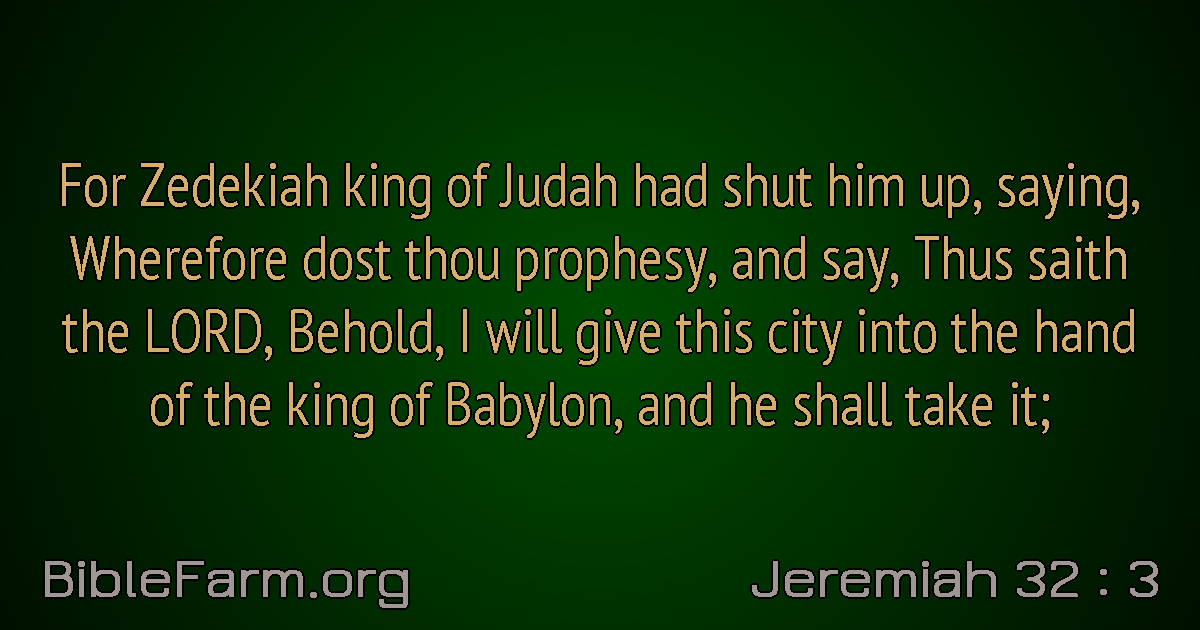 For Zedekiah king of Judah had shut him up, saying,
Wherefore dost thou prophesy, and say, Thus saith
the LORD, Behold, I will give this city into the hand
of the king of Babylon, and he shall take it;
BibleFarm.org
Jeremiah 32 : 3